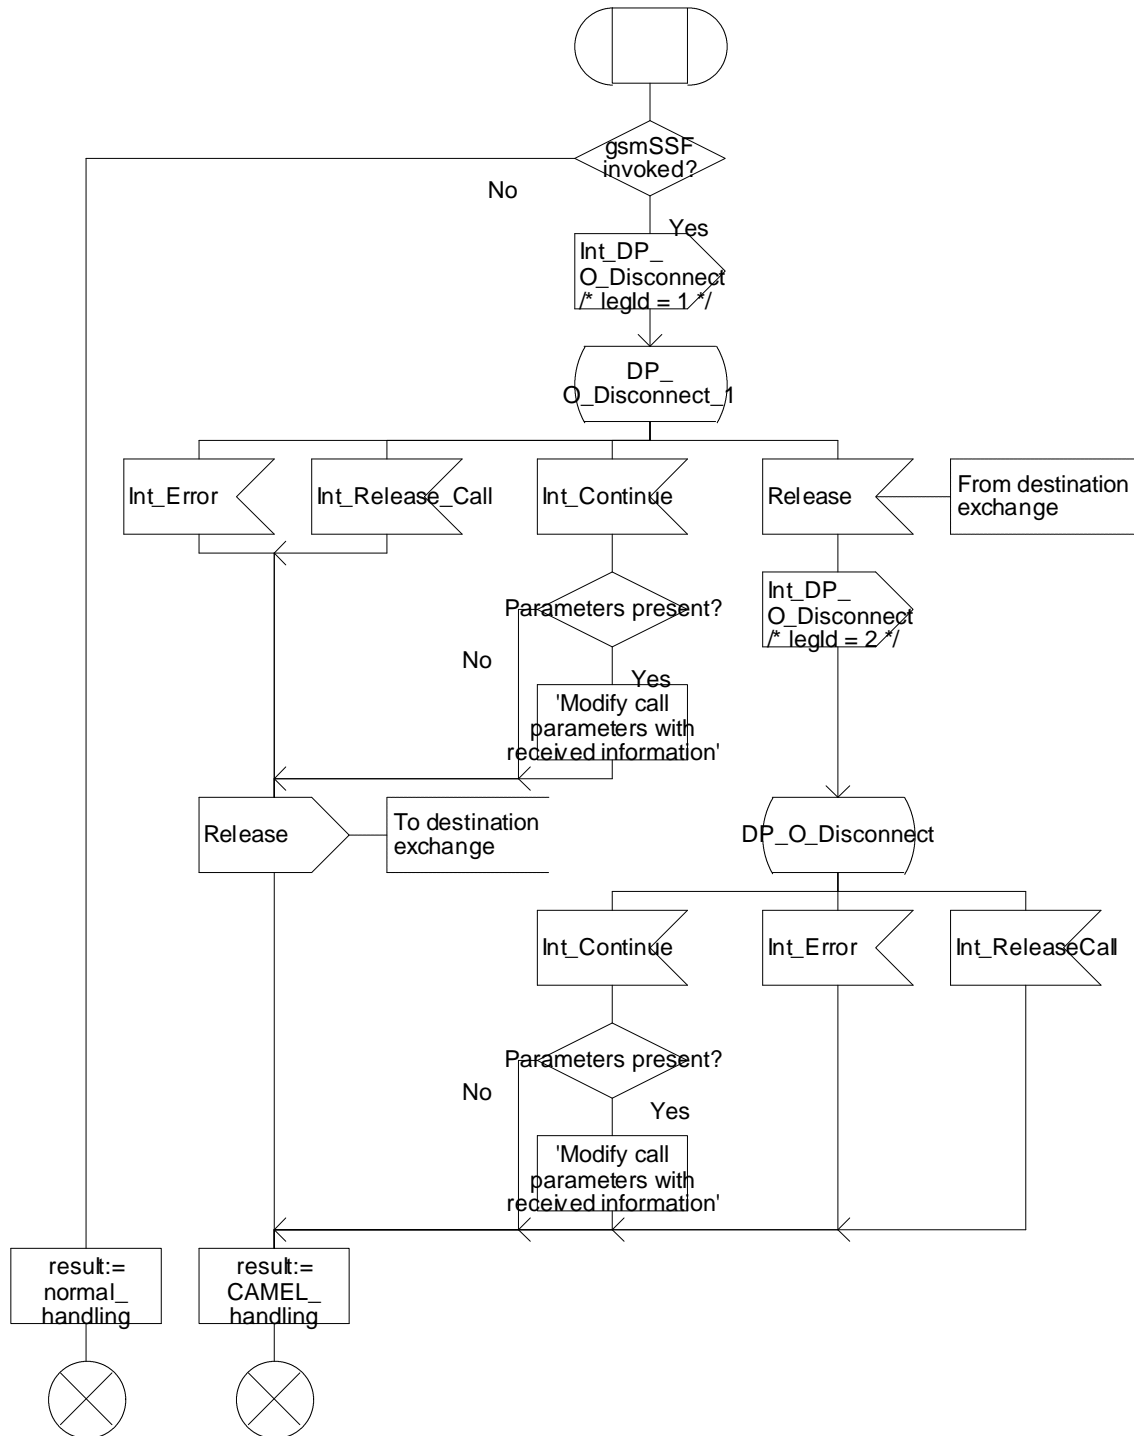 gsmSSF
invoked?
No
Yes
Int_DP_
O_Disconnect
/* legId = 1 */
DP_
O_Disconnect_1
Int_Error
Int_Release_Call
Int_Continue
Release
From destination
exchange
Parameters present?
Int_DP_
O_Disconnect
/* legId = 2 */
No
Yes
'Modify call
parameters with
received information'
Release
To destination
exchange
DP_O_Disconnect
Int_Continue
Int_Error
Int_ReleaseCall
Parameters present?
No
Yes
'Modify call
parameters with
received information'
result:=
normal_
handling
result:=
CAMEL_
handling